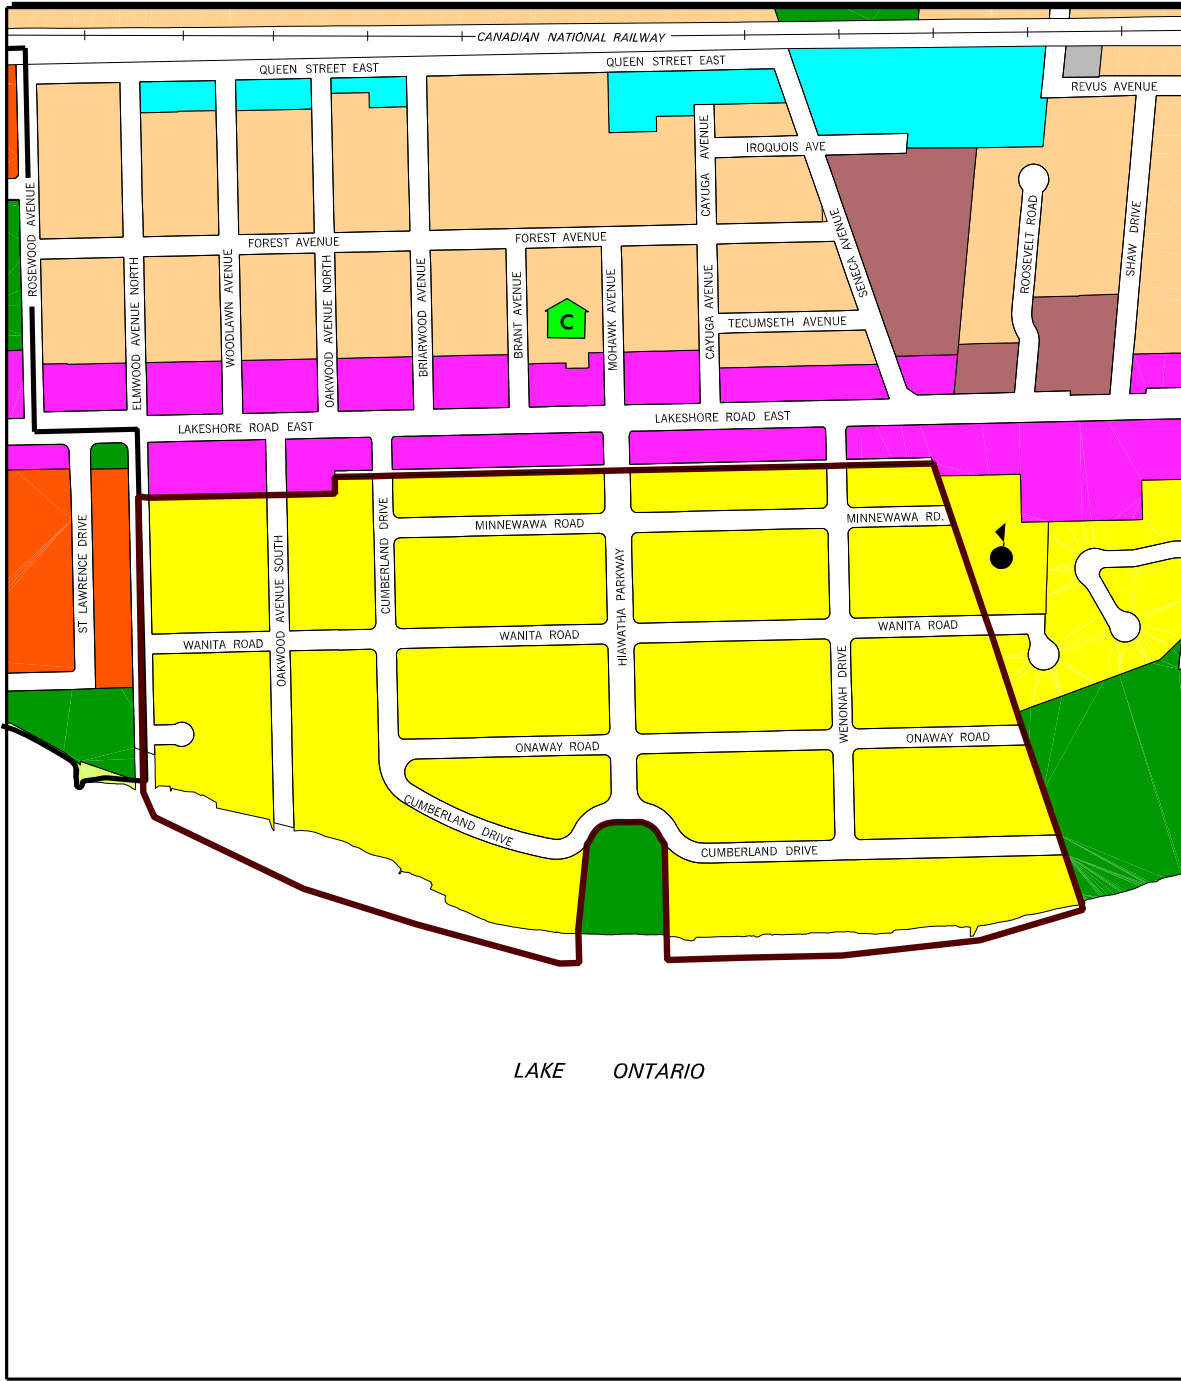 CANADIAN NATIONAL RAILWAY
QUEEN STREET EAST
QUEEN STREET EAST
REVUS AVENUE
IROQUOIS AVE
CAYUGA AVENUE
ROSEWOOD AVENUE
SENECA AVENUE
ROOSEVELT ROAD
SHAW DRIVE
FOREST AVENUE
FOREST AVENUE
ELMWOOD AVENUE NORTH
WOODLAWN AVENUE
OAKWOOD AVENUE NORTH
BRIARWOOD AVENUE
BRANT AVENUE
C
MOHAWK AVENUE
CAYUGA AVENUE
TECUMSETH AVENUE
LAKESHORE ROAD EAST
LAKESHORE ROAD EAST
ST LAWRENCE DRIVE
OAKWOOD AVENUE SOUTH
CUMBERLAND DRIVE
MINNEWAWA ROAD
MINNEWAWA RD.
HIAWATHA PARKWAY
WANITA ROAD
WANITA ROAD
WANITA ROAD
WENONAH DRIVE
ONAWAY ROAD
ONAWAY ROAD
CUMBERLAND DRIVE
CUMBERLAND DRIVE
LAKE ONTARIO